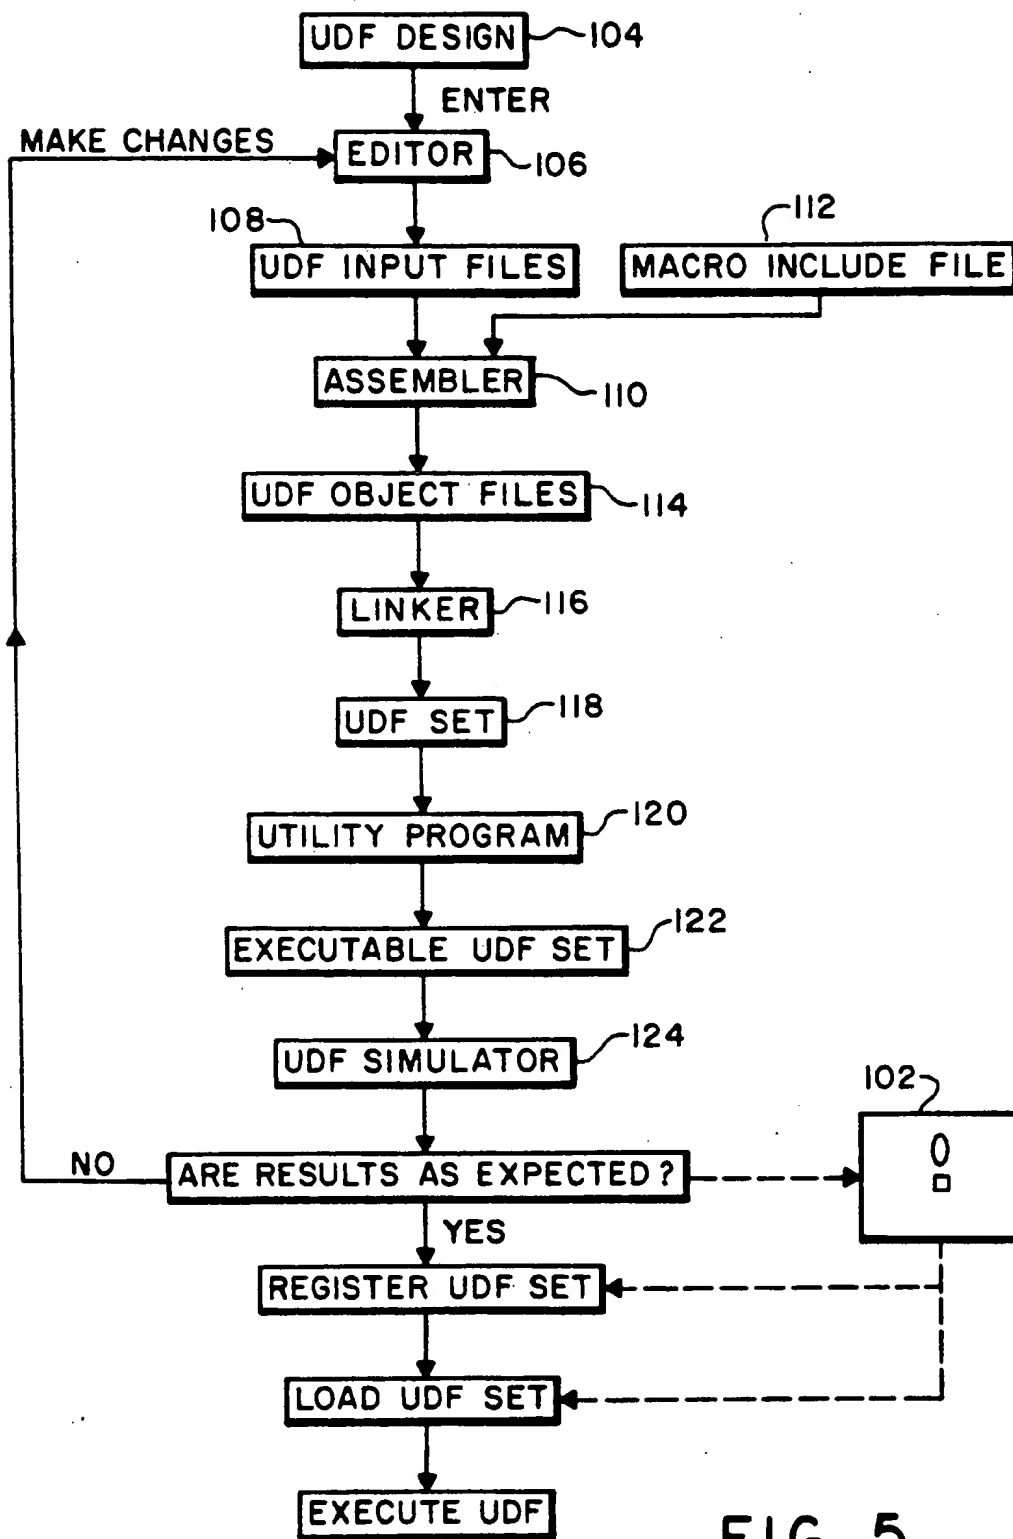 UDF DESIGN 104
ENTER
MAKE CHANGES
EDITOR 106
108 112
UDF INPUT FILES MACRO INCLUDE FILE
ASSEMBLER 110
UDF OBJECT FILES 114
LINKER 116
UDF SET 118
UTILITY PROGRAM 120
EXECUTABLE UDF SET 122
UDF SIMULATOR 124
102
NO ARE RESULTS AS EXPECTED?
YES
REGISTER UDF SET
LOAD UDF SET
EXECUTE UDF
FIG. 5